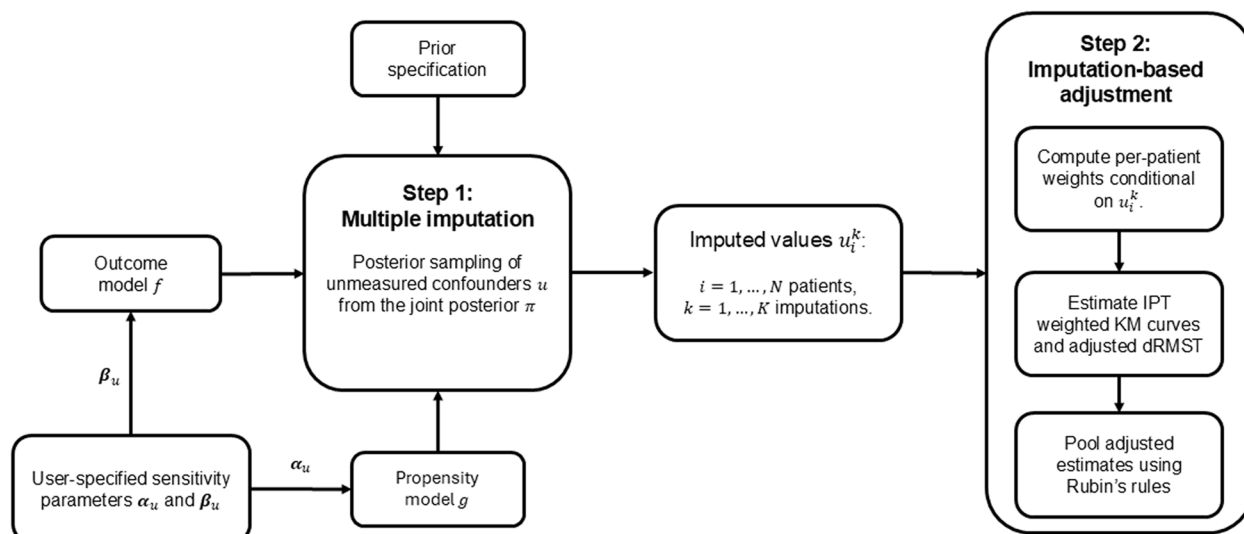 Prior
specification
Step 1:
Multiple imputation
Posterior sampling of
unmeasured confounders u
from the joint posterior π
Outcome
model f
β_u
User-specified sensitivity
parameters α_u and β_u
α_u
Propensity
model g
Imputed values u_i^k:
i = 1, ..., N patients,
k = 1, ..., K imputations.
Step 2:
Imputation-based
adjustment
Compute per-patient
weights conditional
on u_i^k.
Estimate IPT
weighted KM curves
and adjusted dRMST
Pool adjusted
estimates using
Rubin's rules